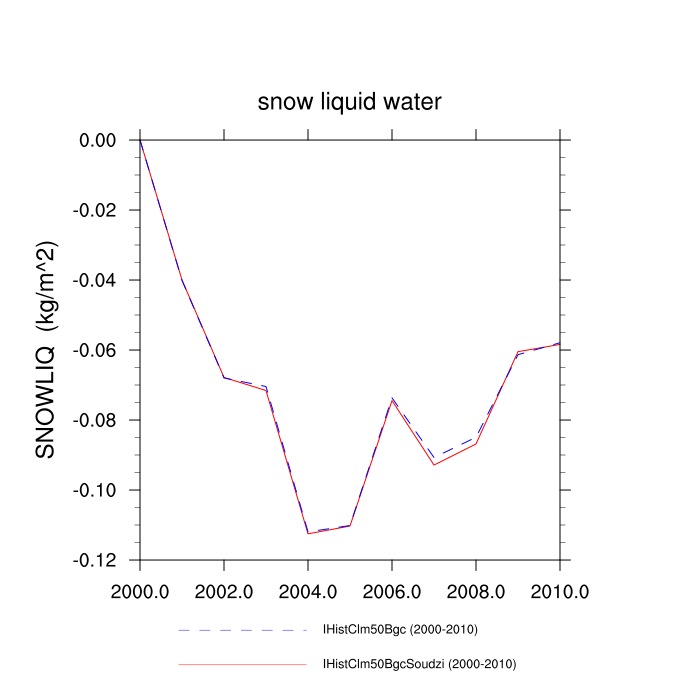 snow liquid water
SNOWLIQ (kg/m^2)
0.00
-0.02
-0.04
-0.06
-0.08
-0.10
-0.12
2000.0 2002.0 2004.0 2006.0 2008.0 2010.0
IHistClm50Bgc (2000-2010)
IHistClm50BgcSoudzi (2000-2010)